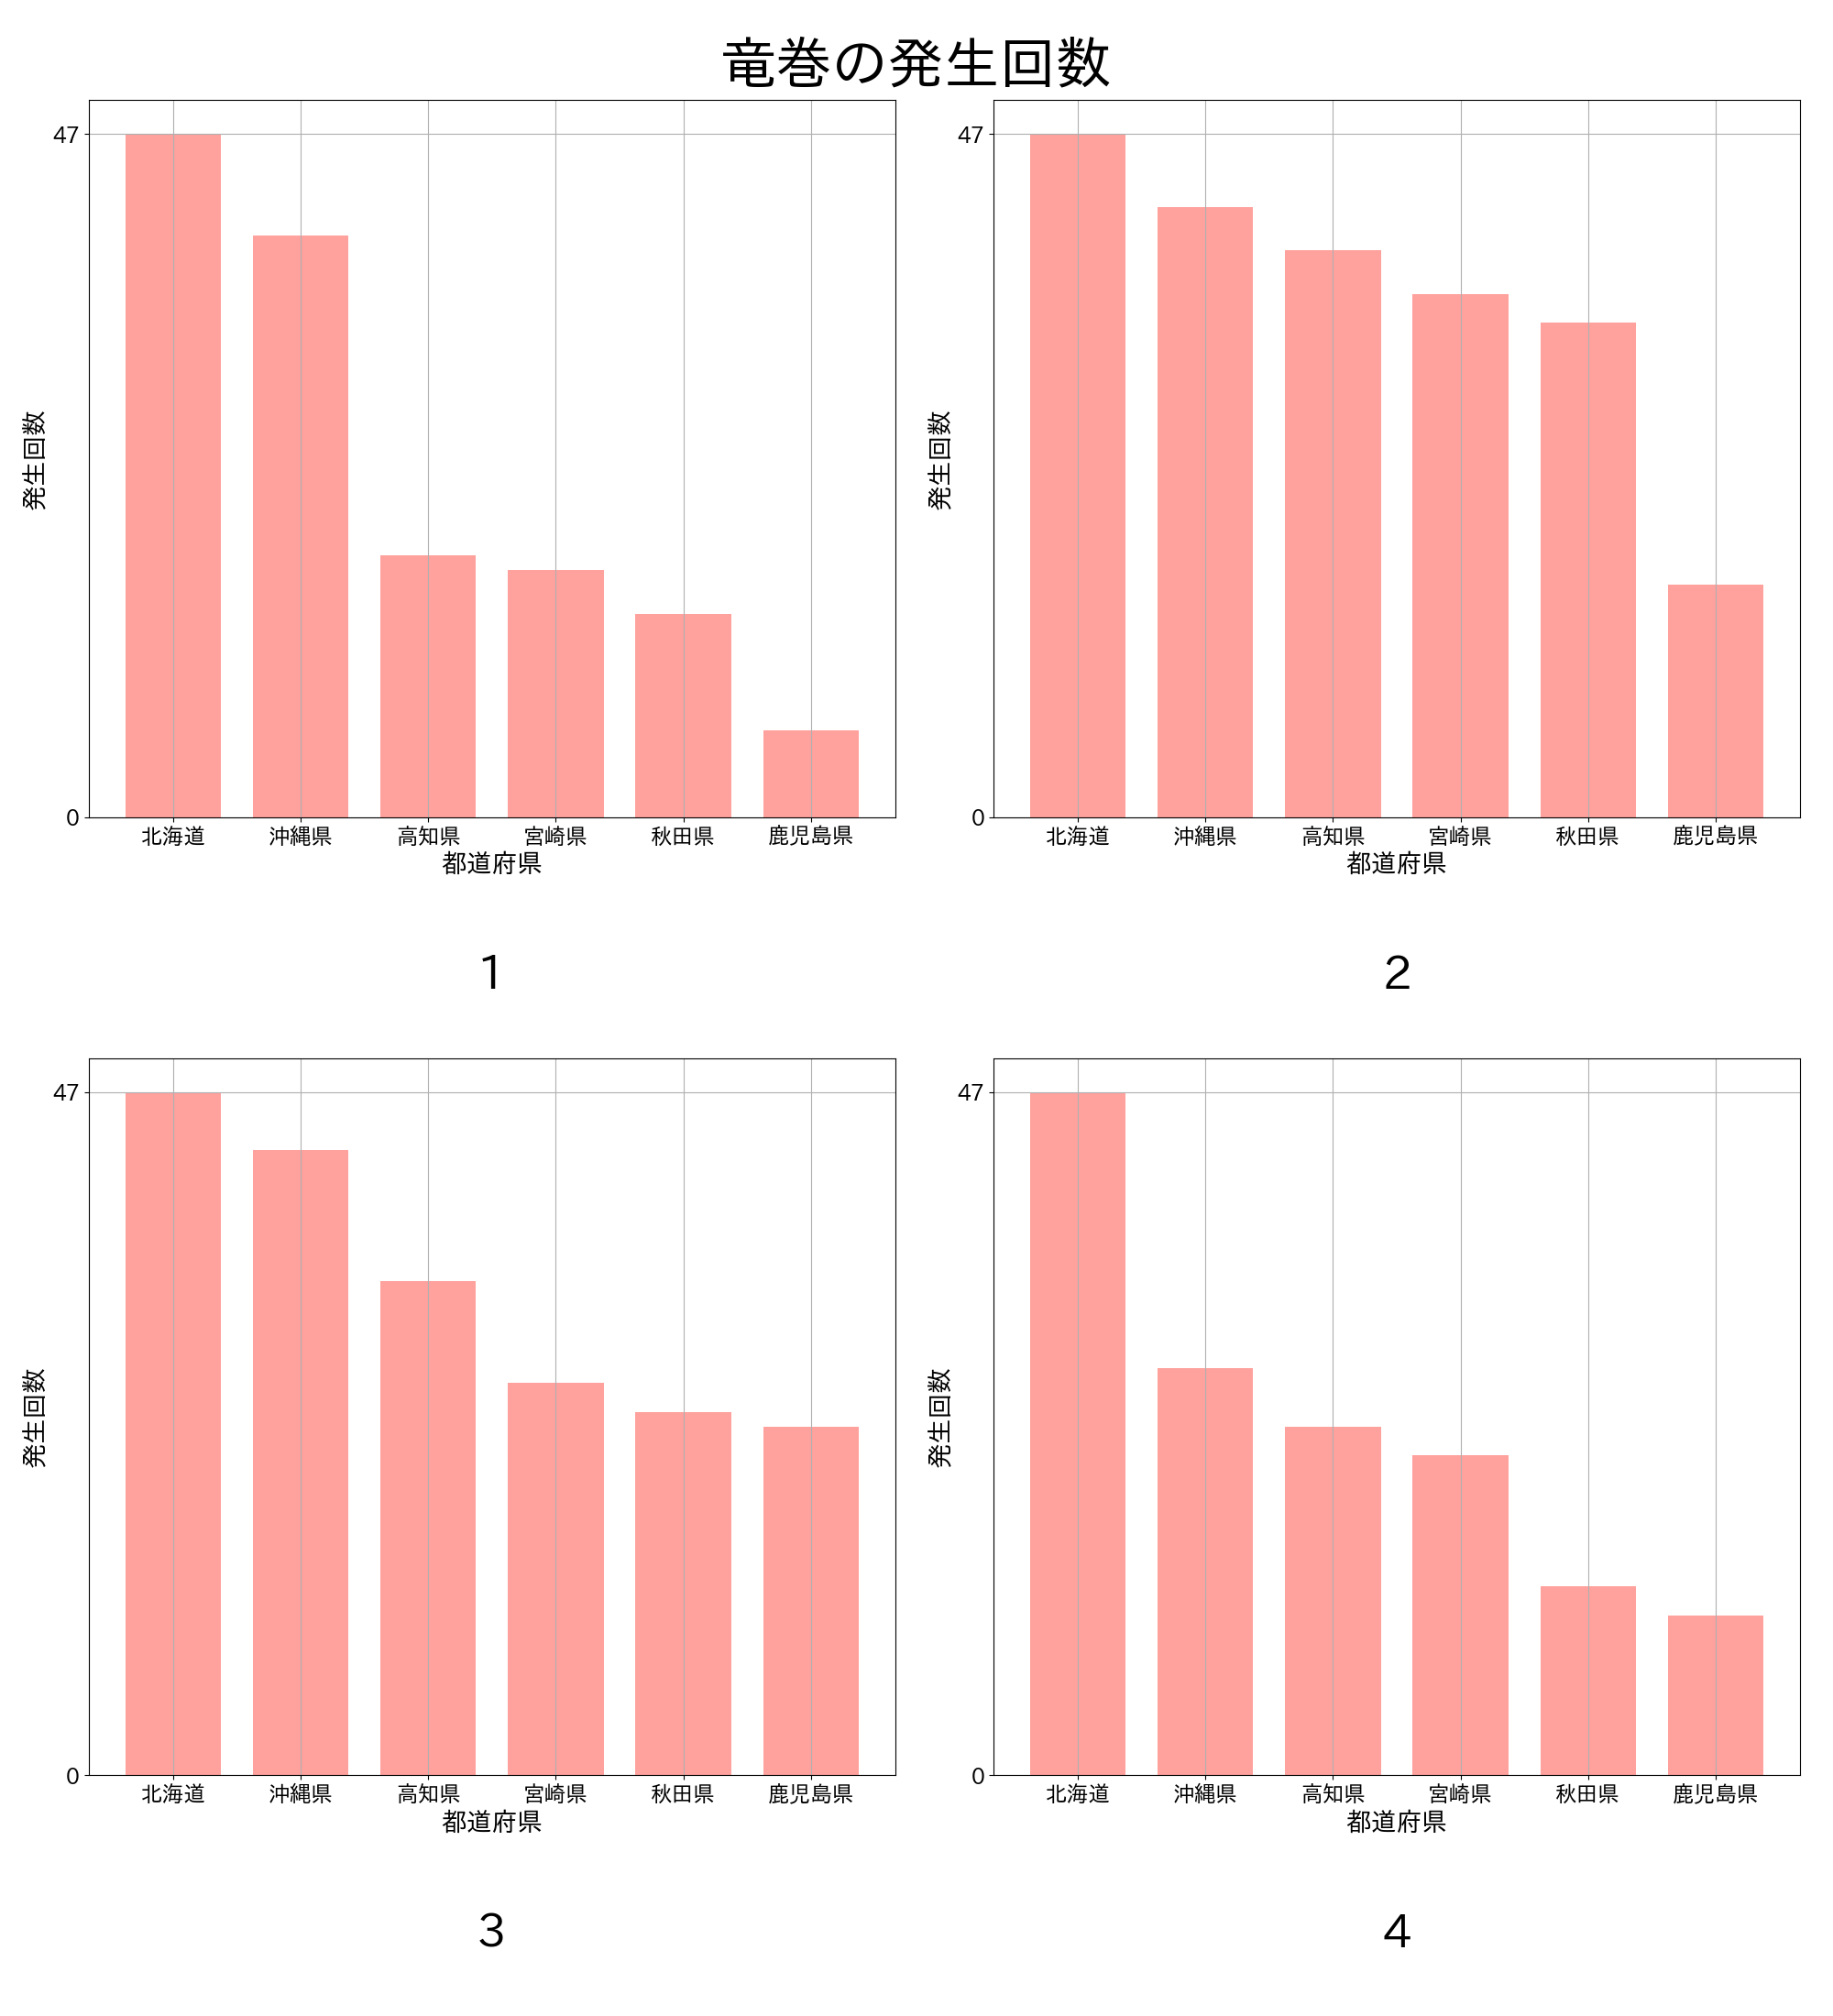 竜巻の発生回数
47
0
発生回数
北海道 沖縄県 高知県 宮崎県 秋田県 鹿児島県
都道府県
1
47
0
発生回数
北海道 沖縄県 高知県 宮崎県 秋田県 鹿児島県
都道府県
2
47
0
発生回数
北海道 沖縄県 高知県 宮崎県 秋田県 鹿児島県
都道府県
3
47
0
発生回数
北海道 沖縄県 高知県 宮崎県 秋田県 鹿児島県
都道府県
4